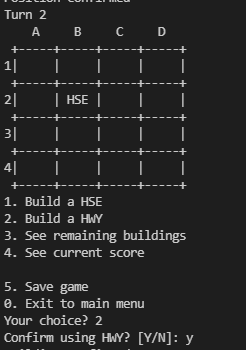 Position confirmed
Turn 2
    A     B     C     D
 +-----+-----+-----+-----+
1|     |     |     |     |
 +-----+-----+-----+-----+
2|     | HSE |     |     |
 +-----+-----+-----+-----+
3|     |     |     |     |
 +-----+-----+-----+-----+
4|     |     |     |     |
 +-----+-----+-----+-----+
1. Build a HSE
2. Build a HWY
3. See remaining buildings
4. See current score

5. Save game
0. Exit to main menu
Your choice? 2
Confirm using HWY? [Y/N]: y